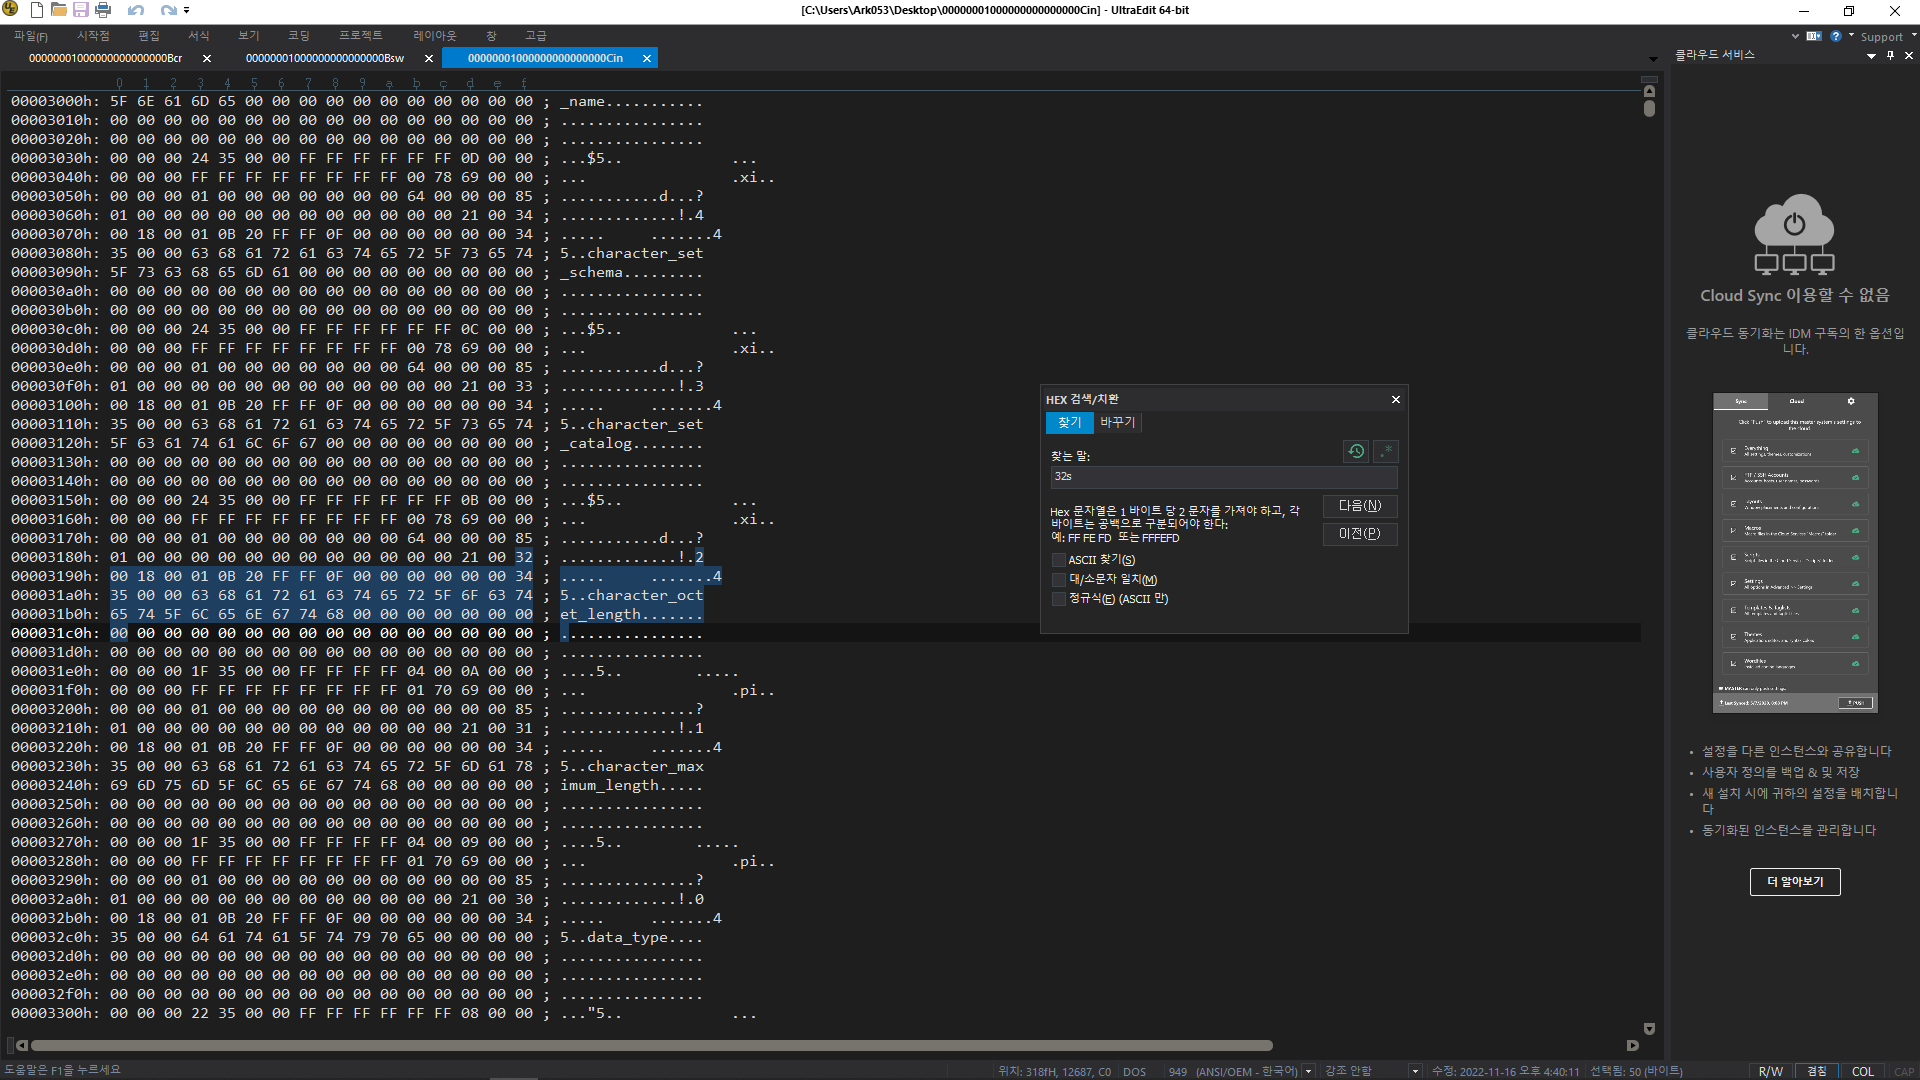 [C:\Users\Ark053\Desktop\00000001000000000000000Cin] - UltraEdit 64-bit
파일(F) 시작점 편집 서식 보기 코딩 프로젝트 레이아웃 창 고급
Support
00000001000000000000000Bcr × 00000001000000000000000Bsw × 00000001000000000000000Cin ×
0 1 2 3 4 5 6 7 8 9 a b c d e f
00003000h: 5F 6E 61 6D 65 00 00 00 00 00 00 00 00 00 00 00 ; _name...........
00003010h: 00 00 00 00 00 00 00 00 00 00 00 00 00 00 00 00 ; ................
00003020h: 00 00 00 00 00 00 00 00 00 00 00 00 00 00 00 00 ; ................
00003030h: 00 00 00 24 35 00 00 FF FF FF FF FF FF 0D 00 00 ; ...$5.. ...
00003040h: 00 00 00 FF FF FF FF FF FF FF FF 00 78 69 00 00 ; ... .xi..
00003050h: 00 00 00 01 00 00 00 00 00 00 00 64 00 00 00 85 ; ...........d...?
00003060h: 01 00 00 00 00 00 00 00 00 00 00 00 00 21 00 34 ; .............!.4
00003070h: 00 18 00 01 0B 20 FF FF 0F 00 00 00 00 00 00 34 ; ..... .......4
00003080h: 35 00 00 63 68 61 72 61 63 74 65 72 5F 73 65 74 ; 5..character_set
00003090h: 5F 73 63 68 65 6D 61 00 00 00 00 00 00 00 00 00 ; _schema.........
000030a0h: 00 00 00 00 00 00 00 00 00 00 00 00 00 00 00 00 ; ................
000030b0h: 00 00 00 00 00 00 00 00 00 00 00 00 00 00 00 00 ; ................
000030c0h: 00 00 00 24 35 00 00 FF FF FF FF FF FF 0C 00 00 ; ...$5.. ...
000030d0h: 00 00 00 FF FF FF FF FF FF FF FF 00 78 69 00 00 ; ... .xi..
000030e0h: 00 00 00 01 00 00 00 00 00 00 00 64 00 00 00 85 ; ...........d...?
000030f0h: 01 00 00 00 00 00 00 00 00 00 00 00 00 21 00 33 ; .............!.3
00003100h: 00 18 00 01 0B 20 FF FF 0F 00 00 00 00 00 00 34 ; ..... .......4
00003110h: 35 00 00 63 68 61 72 61 63 74 65 72 5F 73 65 74 ; 5..character_set
00003120h: 5F 63 61 74 61 6C 6F 67 00 00 00 00 00 00 00 00 ; _catalog........
00003130h: 00 00 00 00 00 00 00 00 00 00 00 00 00 00 00 00 ; ................
00003140h: 00 00 00 00 00 00 00 00 00 00 00 00 00 00 00 00 ; ................
00003150h: 00 00 00 24 35 00 00 FF FF FF FF FF FF 0B 00 00 ; ...$5.. ...
00003160h: 00 00 00 FF FF FF FF FF FF FF FF 00 78 69 00 00 ; ... .xi..
00003170h: 00 00 00 01 00 00 00 00 00 00 00 64 00 00 00 85 ; ...........d...?
00003180h: 01 00 00 00 00 00 00 00 00 00 00 00 00 21 00 32 ; .............!.2
00003190h: 00 18 00 01 0B 20 FF FF 0F 00 00 00 00 00 00 34 ; ..... .......4
000031a0h: 35 00 00 63 68 61 72 61 63 74 65 72 5F 6F 63 74 ; 5..character_oct
000031b0h: 65 74 5F 6C 65 6E 67 74 68 00 00 00 00 00 00 00 ; et_length.......
000031c0h: 00 00 00 00 00 00 00 00 00 00 00 00 00 00 00 00 ; ................
000031d0h: 00 00 00 00 00 00 00 00 00 00 00 00 00 00 00 00 ; ................
000031e0h: 00 00 00 1F 35 00 00 FF FF FF FF 04 00 0A 00 00 ; ....5.. .....
000031f0h: 00 00 00 FF FF FF FF FF FF FF FF 01 70 69 00 00 ; ... .pi..
00003200h: 00 00 00 01 00 00 00 00 00 00 00 00 00 00 00 85 ; ...............?
00003210h: 01 00 00 00 00 00 00 00 00 00 00 00 00 21 00 31 ; .............!.1
00003220h: 00 18 00 01 0B 20 FF FF 0F 00 00 00 00 00 00 34 ; ..... .......4
00003230h: 35 00 00 63 68 61 72 61 63 74 65 72 5F 6D 61 78 ; 5..character_max
00003240h: 69 6D 75 6D 5F 6C 65 6E 67 74 68 00 00 00 00 00 ; imum_length.....
00003250h: 00 00 00 00 00 00 00 00 00 00 00 00 00 00 00 00 ; ................
00003260h: 00 00 00 00 00 00 00 00 00 00 00 00 00 00 00 00 ; ................
00003270h: 00 00 00 1F 35 00 00 FF FF FF FF 04 00 09 00 00 ; ....5.. .....
00003280h: 00 00 00 FF FF FF FF FF FF FF FF 01 70 69 00 00 ; ... .pi..
00003290h: 00 00 00 01 00 00 00 00 00 00 00 00 00 00 00 85 ; ...............?
000032a0h: 01 00 00 00 00 00 00 00 00 00 00 00 00 21 00 30 ; .............!.0
000032b0h: 00 18 00 01 0B 20 FF FF 0F 00 00 00 00 00 00 34 ; ..... .......4
000032c0h: 35 00 00 64 61 74 61 5F 74 79 70 65 00 00 00 00 ; 5..data_type....
000032d0h: 00 00 00 00 00 00 00 00 00 00 00 00 00 00 00 00 ; ................
000032e0h: 00 00 00 00 00 00 00 00 00 00 00 00 00 00 00 00 ; ................
000032f0h: 00 00 00 00 00 00 00 00 00 00 00 00 00 00 00 00 ; ................
00003300h: 00 00 00 22 35 00 00 FF FF FF FF FF FF 08 00 00 ; ..."5.. ...
HEX 검색/치환
찾기 바꾸기
찾는 말:
32s
Hex 문자열은 1 바이트 당 2 문자를 가져야 하고, 각
바이트는 공백으로 구분되어야 한다:
예: FF FE FD 또는 FFFEFD
다음(N)
이전(P)
ASCII 찾기(S)
대/소문자 일치(M)
정규식(E) (ASCII 만)
클라우드 서비스
Cloud Sync 이용할 수 없음
클라우드 동기화는 IDM 구독의 한 옵션입
니다.
Sync Cloud
Click "Push" to upload this master system's settings to
the cloud.
Everything
FTP / SSH Accounts
Layouts
Macros
Scripts
Settings
Templates & taglists
Themes
Wordfiles
PUSH
설정을 다른 인스턴스와 공유합니다
사용자 정의를 백업 & 및 저장
새 설치 시에 귀하의 설정을 배치합니
다
동기화된 인스턴스를 관리합니다
더 알아보기
도움말은 F1을 누르세요
위치: 318fH, 12687, C0 DOS 949 (ANSI/OEM - 한국어) 강조 안함 수정: 2022-11-16 오후 4:40:11 선택됨: 50 (바이트) R/W 겹침 COL CAP